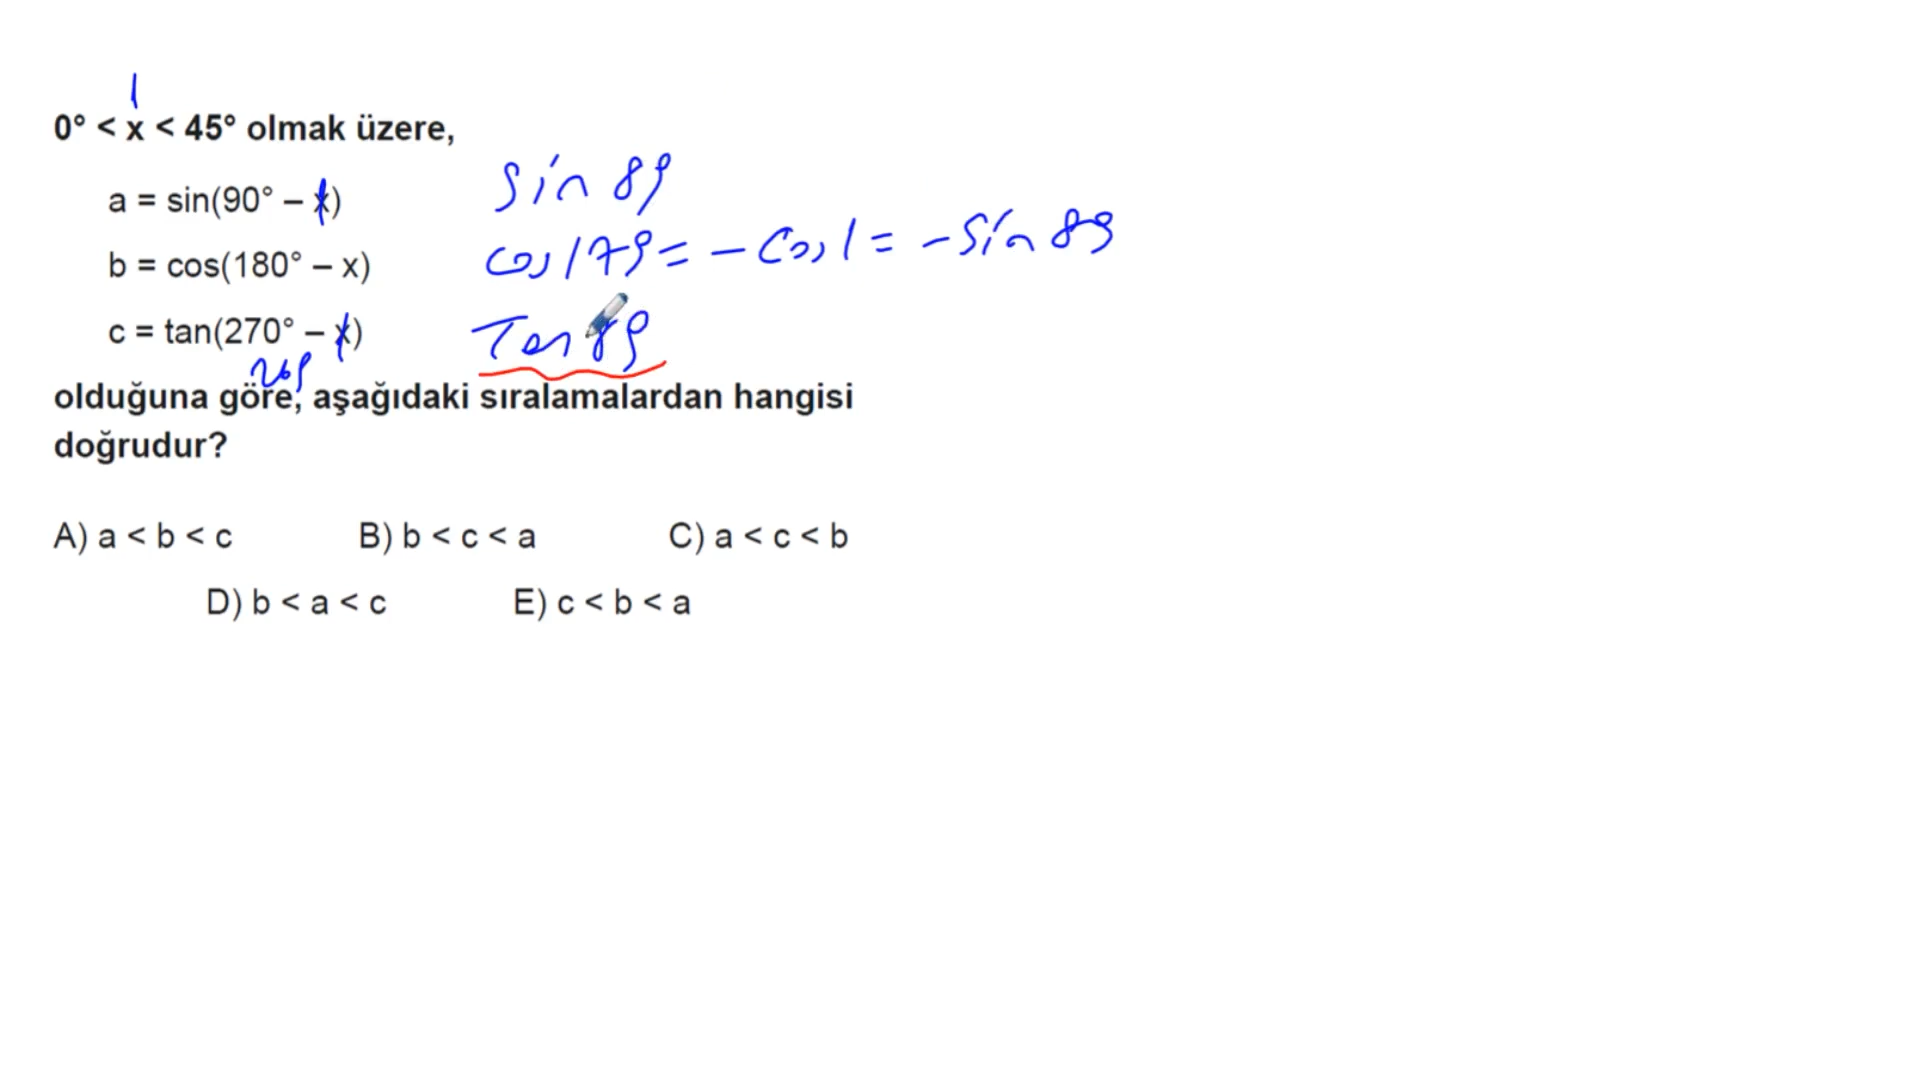 1
0° < x < 45° olmak üzere,
a = sin(90° – x) sin 89
b = cos(180° – x) cos 179 = - cos 1 = - sin 89
c = tan(270° – x) Tan 89
269
olduğuna göre, aşağıdaki sıralamalardan hangisi
doğrudur?
A) a < b < c B) b < c < a C) a < c < b
D) b < a < c E) c < b < a